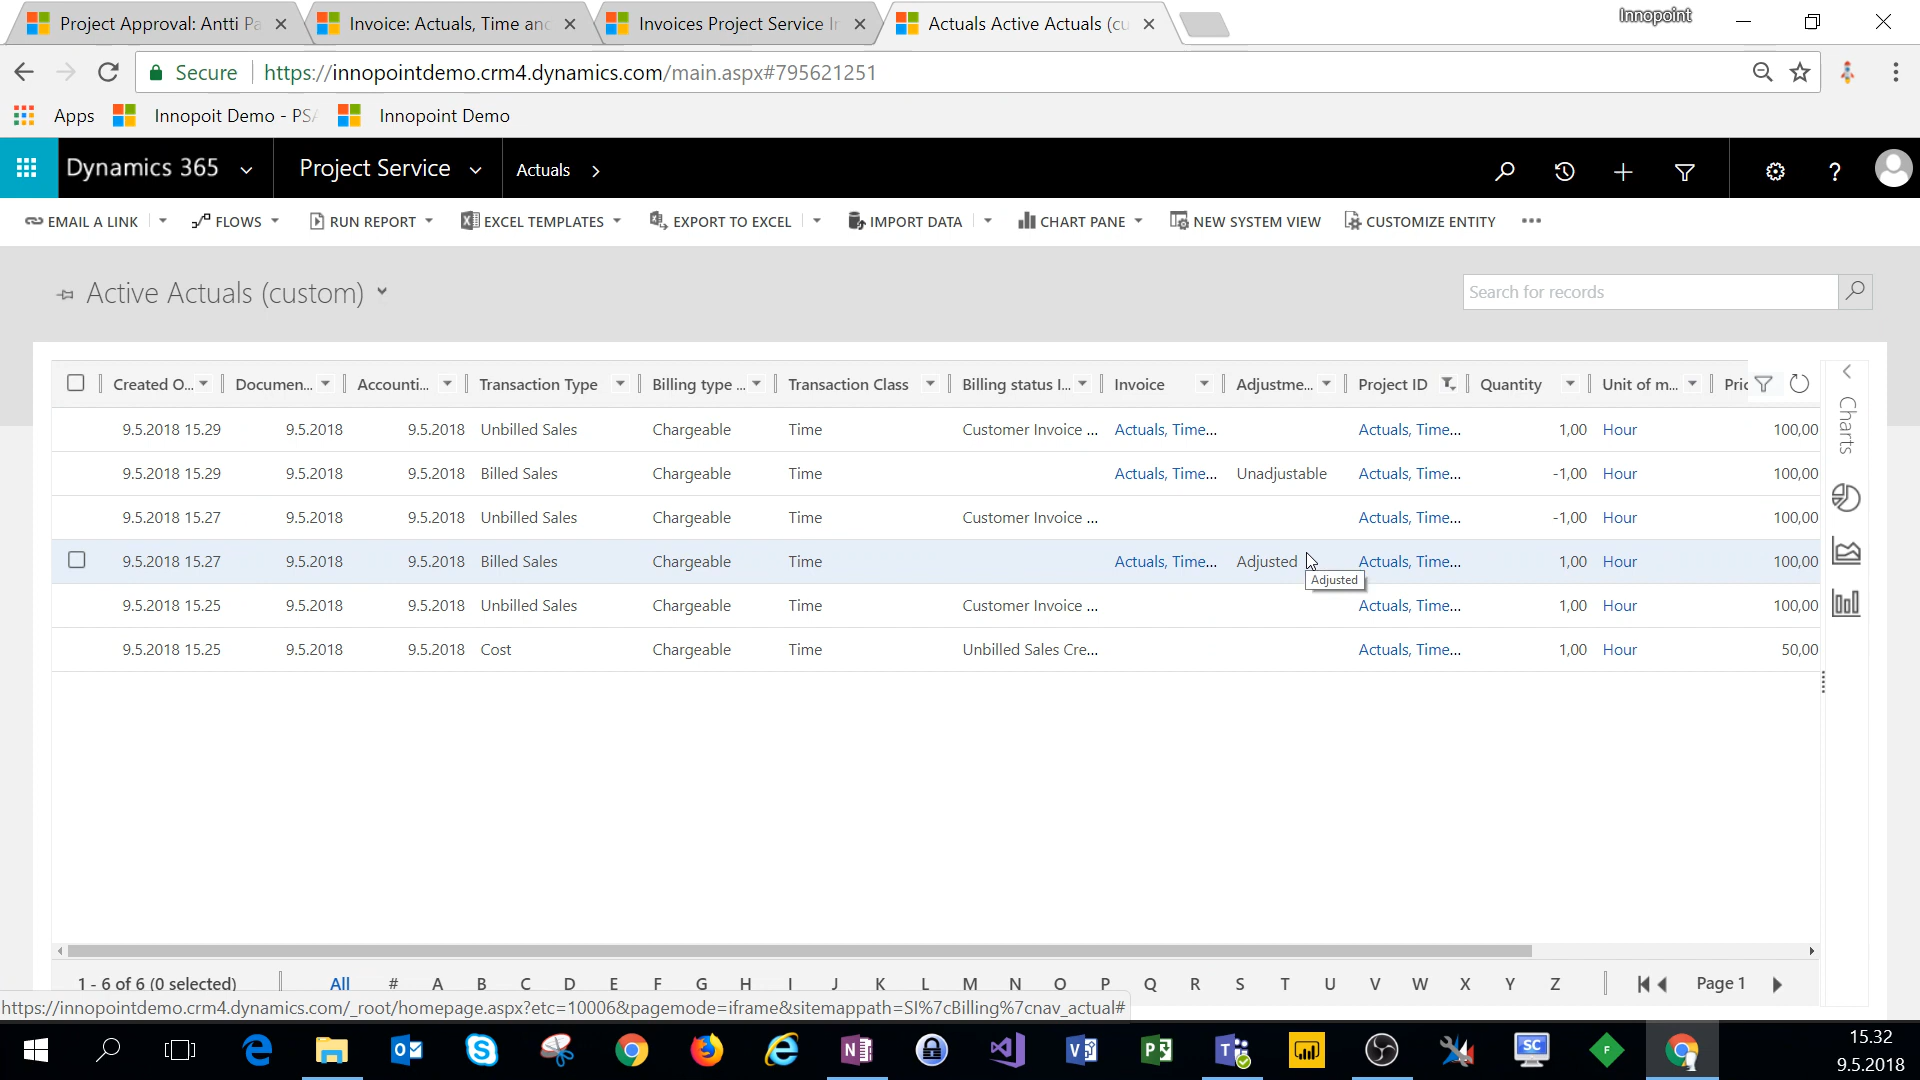 Project Approval: Antti Pa
Invoice: Actuals, Time and
Invoices Project Service In
Actuals Active Actuals (cu
Innopoint
Secure https://innopointdemo.crm4.dynamics.com/main.aspx#795621251
Apps Innopoit Demo - PSA Innopoint Demo
Dynamics 365 Project Service Actuals
EMAIL A LINK FLOWS RUN REPORT EXCEL TEMPLATES EXPORT TO EXCEL IMPORT DATA CHART PANE NEW SYSTEM VIEW CUSTOMIZE ENTITY
Active Actuals (custom)
Search for records
Created O... Documen... Accounti... Transaction Type Billing type ... Transaction Class Billing status I... Invoice Adjustme... Project ID Quantity Unit of m... Pric
Charts
9.5.2018 15.29 9.5.2018 9.5.2018 Unbilled Sales Chargeable Time Customer Invoice ... Actuals, Time... Actuals, Time... 1,00 Hour 100,00
9.5.2018 15.29 9.5.2018 9.5.2018 Billed Sales Chargeable Time Actuals, Time... Unadjustable Actuals, Time... -1,00 Hour 100,00
9.5.2018 15.27 9.5.2018 9.5.2018 Unbilled Sales Chargeable Time Customer Invoice ... Actuals, Time... -1,00 Hour 100,00
9.5.2018 15.27 9.5.2018 9.5.2018 Billed Sales Chargeable Time Actuals, Time... Adjusted Actuals, Time... 1,00 Hour 100,00
Adjusted
9.5.2018 15.25 9.5.2018 9.5.2018 Unbilled Sales Chargeable Time Customer Invoice ... Actuals, Time... 1,00 Hour 100,00
9.5.2018 15.25 9.5.2018 9.5.2018 Cost Chargeable Time Unbilled Sales Cre... Actuals, Time... 1,00 Hour 50,00
1 - 6 of 6 (0 selected) All # A B C D E F G H I J K L M N O P Q R S T U V W X Y Z Page 1
https://innopointdemo.crm4.dynamics.com/_root/homepage.aspx?etc=10006&pagemode=iframe&sitemappath=SI%7cBilling%7cnav_actual#
15.32
9.5.2018